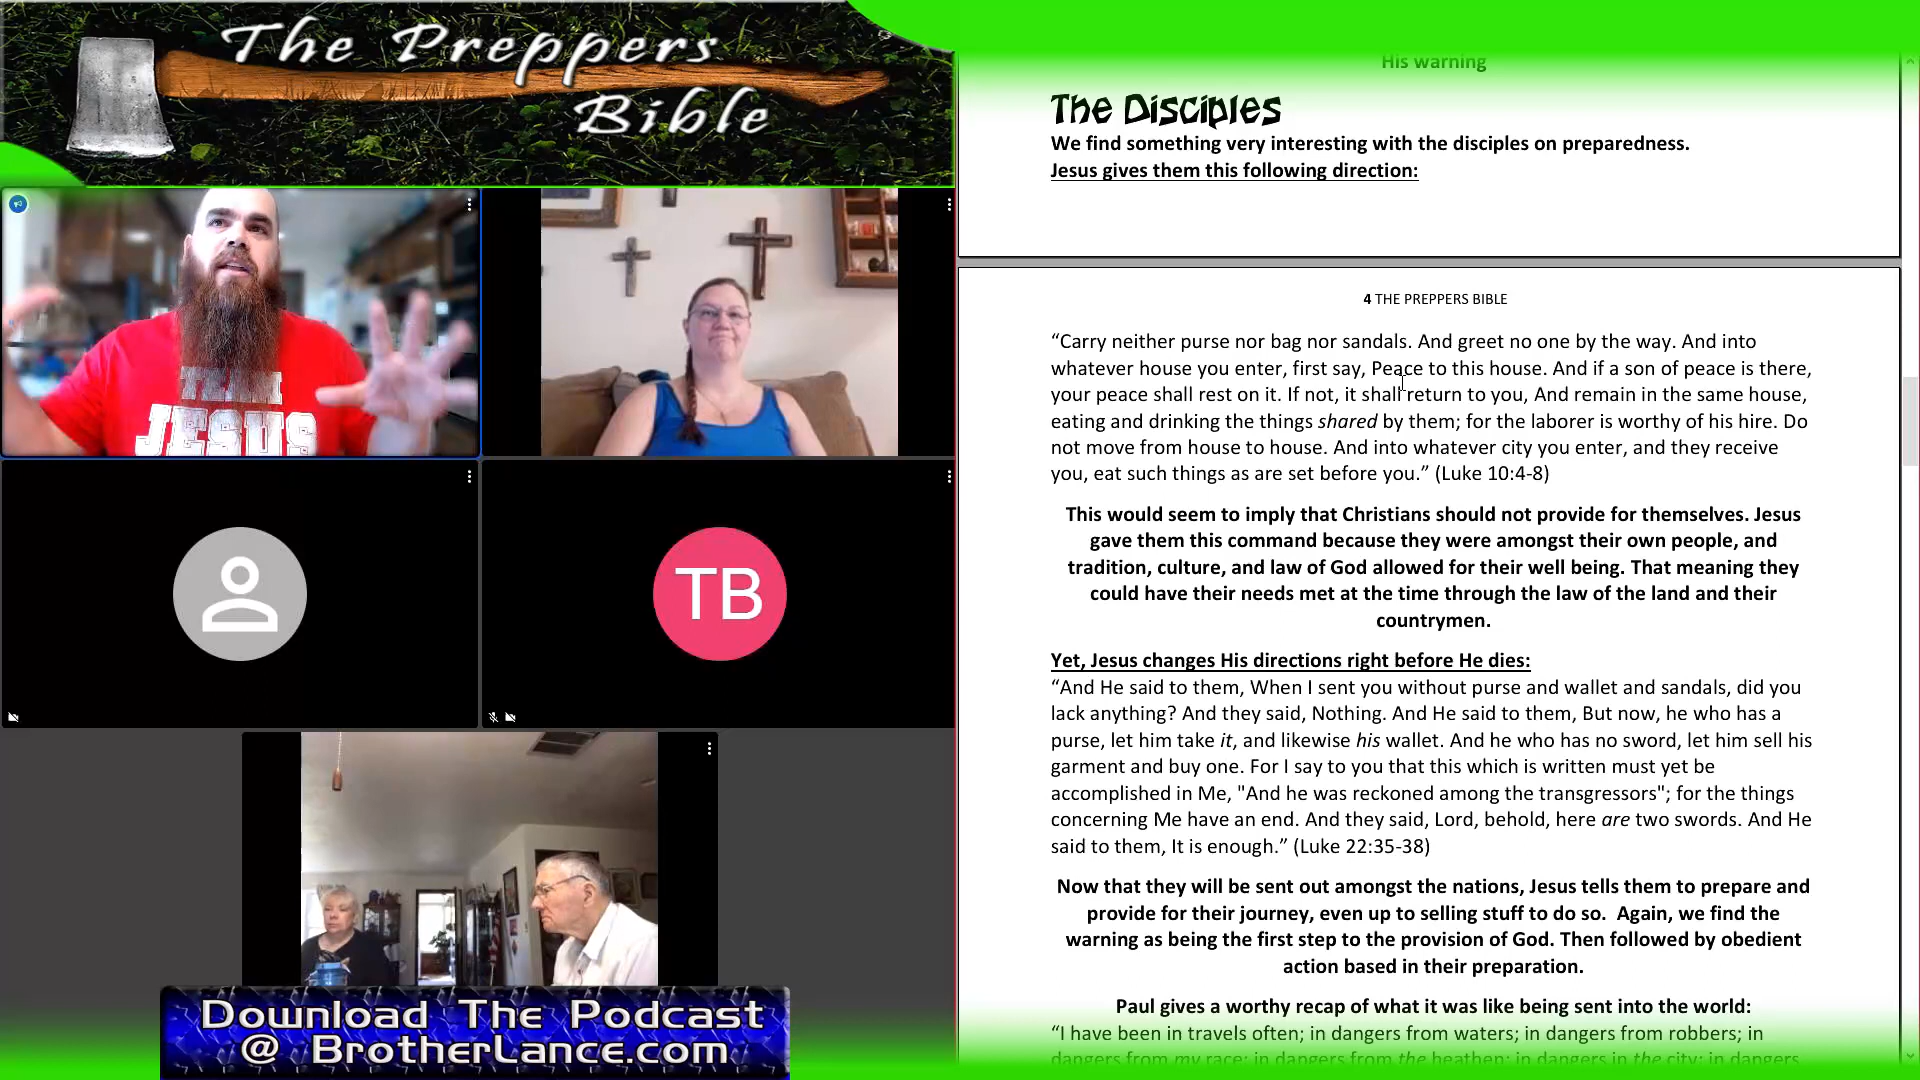 The Preppers
Bible
TEAM
JESUS
TB
Download The Podcast
@ BrotherLance.com
His warning
The Disciples
We find something very interesting with the disciples on preparedness.
Jesus gives them this following direction:
4 THE PREPPERS BIBLE
“Carry neither purse nor bag nor sandals. And greet no one by the way. And into
whatever house you enter, first say, Peace to this house. And if a son of peace is there,
your peace shall rest on it. If not, it shall return to you, And remain in the same house,
eating and drinking the things shared by them; for the laborer is worthy of his hire. Do
not move from house to house. And into whatever city you enter, and they receive
you, eat such things as are set before you.” (Luke 10:4-8)
This would seem to imply that Christians should not provide for themselves. Jesus
gave them this command because they were amongst their own people, and
tradition, culture, and law of God allowed for their well being. That meaning they
could have their needs met at the time through the law of the land and their
countrymen.
Yet, Jesus changes His directions right before He dies:
“And He said to them, When I sent you without purse and wallet and sandals, did you
lack anything? And they said, Nothing. And He said to them, But now, he who has a
purse, let him take it, and likewise his wallet. And he who has no sword, let him sell his
garment and buy one. For I say to you that this which is written must yet be
accomplished in Me, "And he was reckoned among the transgressors"; for the things
concerning Me have an end. And they said, Lord, behold, here are two swords. And He
said to them, It is enough.” (Luke 22:35-38)
Now that they will be sent out amongst the nations, Jesus tells them to prepare and
provide for their journey, even up to selling stuff to do so.  Again, we find the
warning as being the first step to the provision of God. Then followed by obedient
action based in their preparation.
Paul gives a worthy recap of what it was like being sent into the world:
“I have been in travels often; in dangers from waters; in dangers from robbers; in
dangers from my race; in dangers from the heathen; in dangers in the city; in dangers